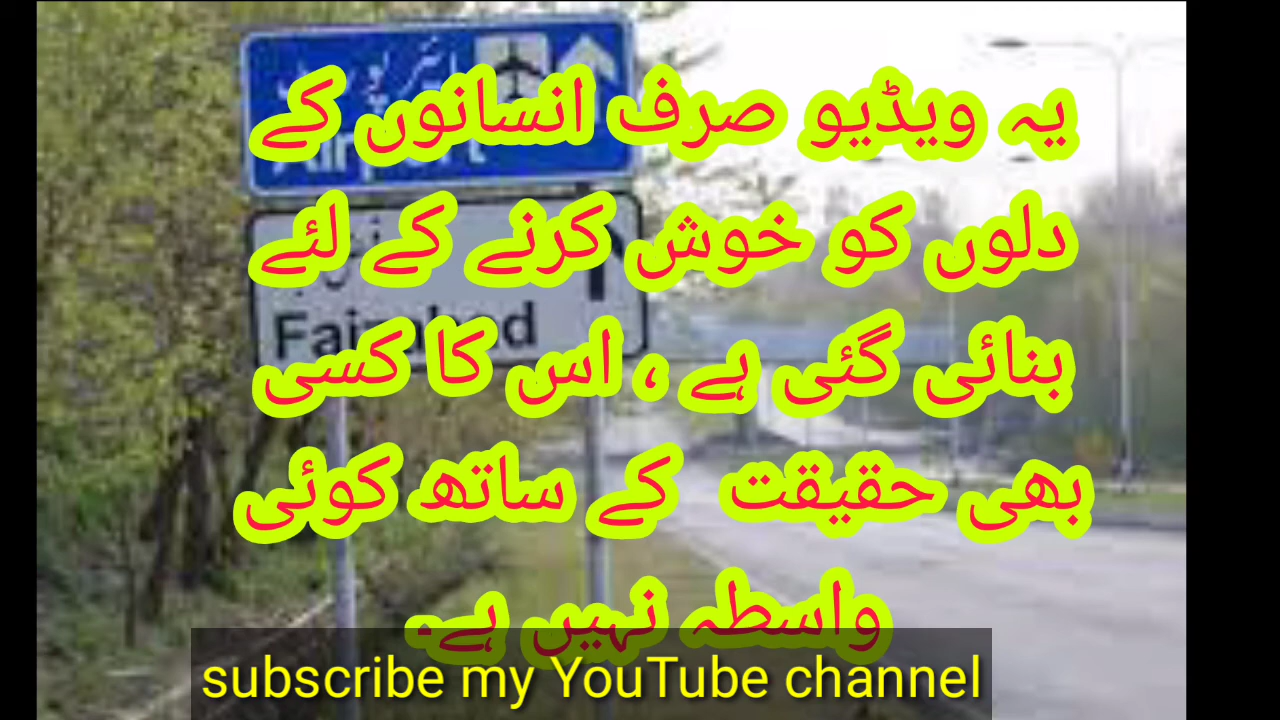 Airport
Faizabad
یہ ویڈیو صرف انسانوں کے
دلوں کو خوش کرنے کے لئے
بنائی گئی ہے ، اس کا کسی
بھی حقیقت کے ساتھ کوئی
واسطہ نہیں ہے۔
subscribe my YouTube channel